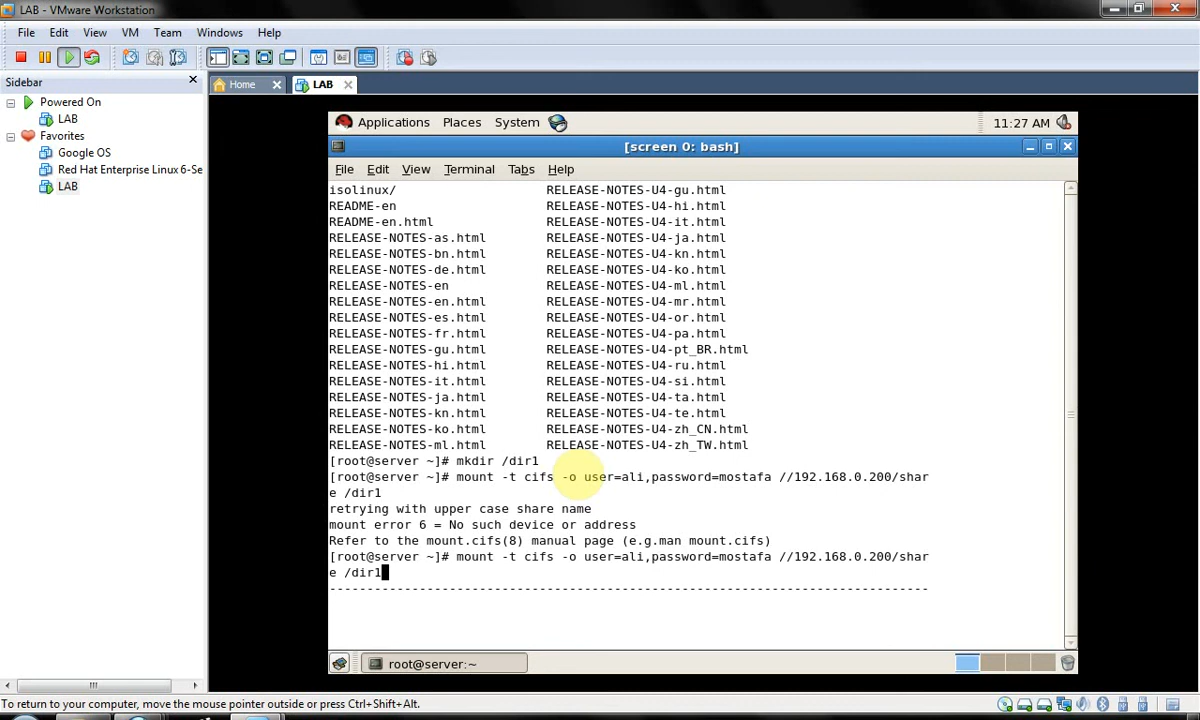 LAB - VMware Workstation
File Edit View VM Team Windows Help
Sidebar
Home LAB
Powered On
LAB
Favorites
Google OS
Red Hat Enterprise Linux 6-Se
LAB
Applications Places System 11:27 AM
[screen 0: bash]
File Edit View Terminal Tabs Help
isolinux/ RELEASE-NOTES-U4-gu.html
README-en RELEASE-NOTES-U4-hi.html
README-en.html RELEASE-NOTES-U4-it.html
RELEASE-NOTES-as.html RELEASE-NOTES-U4-ja.html
RELEASE-NOTES-bn.html RELEASE-NOTES-U4-kn.html
RELEASE-NOTES-de.html RELEASE-NOTES-U4-ko.html
RELEASE-NOTES-en RELEASE-NOTES-U4-ml.html
RELEASE-NOTES-en.html RELEASE-NOTES-U4-mr.html
RELEASE-NOTES-es.html RELEASE-NOTES-U4-or.html
RELEASE-NOTES-fr.html RELEASE-NOTES-U4-pa.html
RELEASE-NOTES-gu.html RELEASE-NOTES-U4-pt_BR.html
RELEASE-NOTES-hi.html RELEASE-NOTES-U4-ru.html
RELEASE-NOTES-it.html RELEASE-NOTES-U4-si.html
RELEASE-NOTES-ja.html RELEASE-NOTES-U4-ta.html
RELEASE-NOTES-kn.html RELEASE-NOTES-U4-te.html
RELEASE-NOTES-ko.html RELEASE-NOTES-U4-zh_CN.html
RELEASE-NOTES-ml.html RELEASE-NOTES-U4-zh_TW.html
[root@server ~]# mkdir /dir1
[root@server ~]# mount -t cifs -o user=ali,password=mostafa //192.168.0.200/shar
e /dir1
retrying with upper case share name
mount error 6 = No such device or address
Refer to the mount.cifs(8) manual page (e.g.man mount.cifs)
[root@server ~]# mount -t cifs -o user=ali,password=mostafa //192.168.0.200/shar
e /dir1
--------------------------------------------------------------------------------
root@server:~
To return to your computer, move the mouse pointer outside or press Ctrl+Shift+Alt.